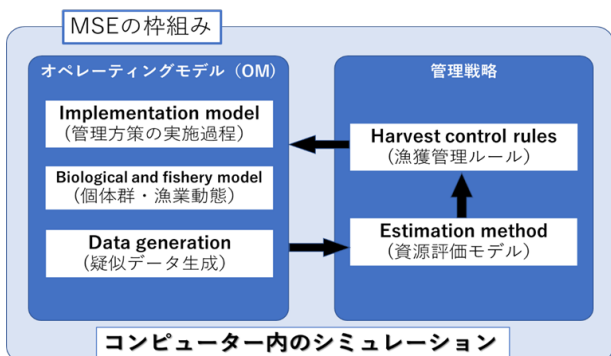 MSEの枠組み
オペレーティングモデル（OM）
Implementation model
(管理方策の実施過程)
Biological and fishery model
(個体群・漁業動態)
Data generation
(疑似データ生成)
管理戦略
Harvest control rules
(漁獲管理ルール)
Estimation method
(資源評価モデル)
コンピューター内のシミュレーション